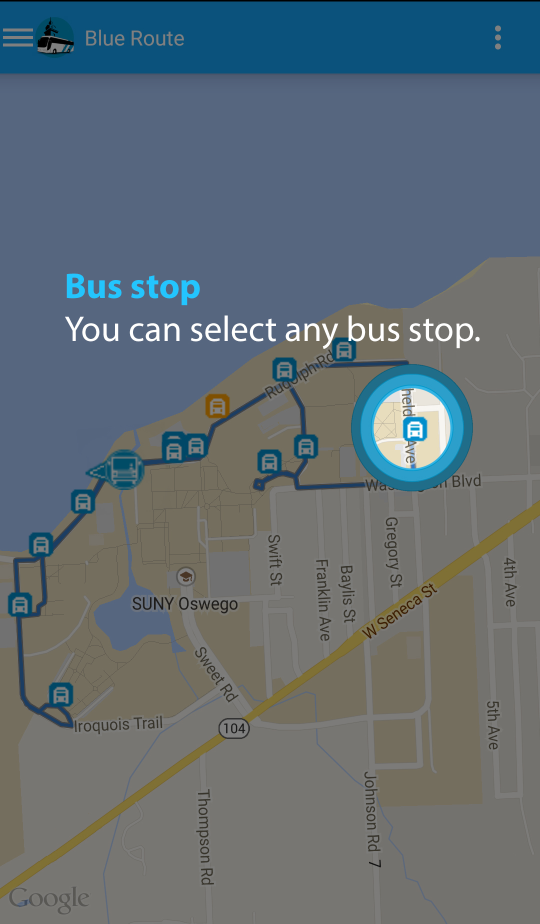 Blue Route
Bus stop
You can select any bus stop.
Rudolph Rd
Ave
Washington Blvd
Swift St
Franklin Ave
Baylis St
Gregory St
4th Ave
W Seneca St
SUNY Oswego
Sweet Rd
5th Ave
Iroquois Trail
104
Thompson Rd
Johnson Rd
7
Google